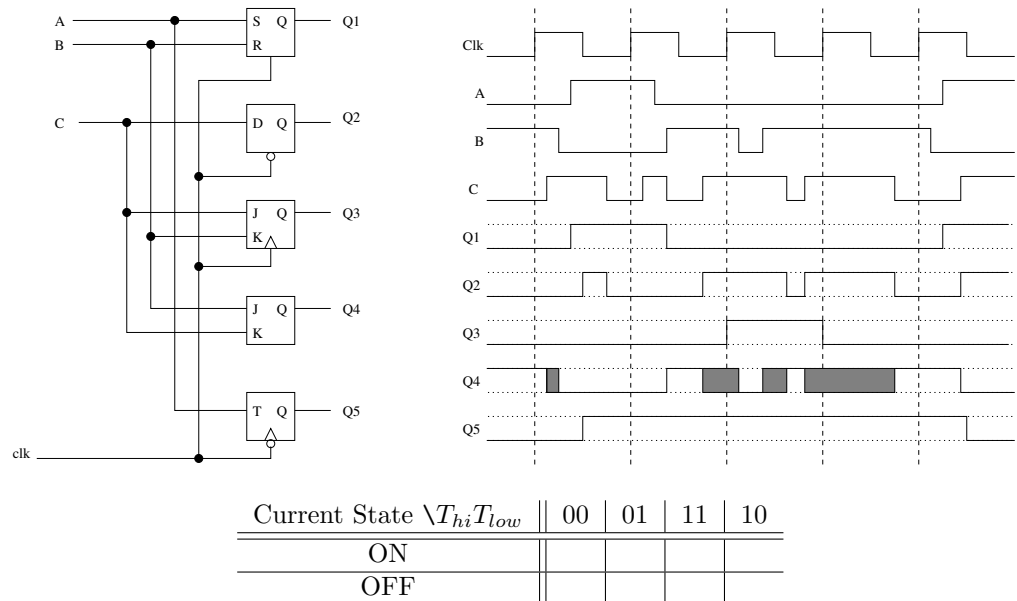 A S Q Q1
B R
C D Q Q2
J Q Q3
K
J Q Q4
K
T Q Q5
clk
Clk
A
B
C
Q1
Q2
Q3
Q4
Q5
Current State \T_{hi}T_{low} 00 01 11 10
ON
OFF